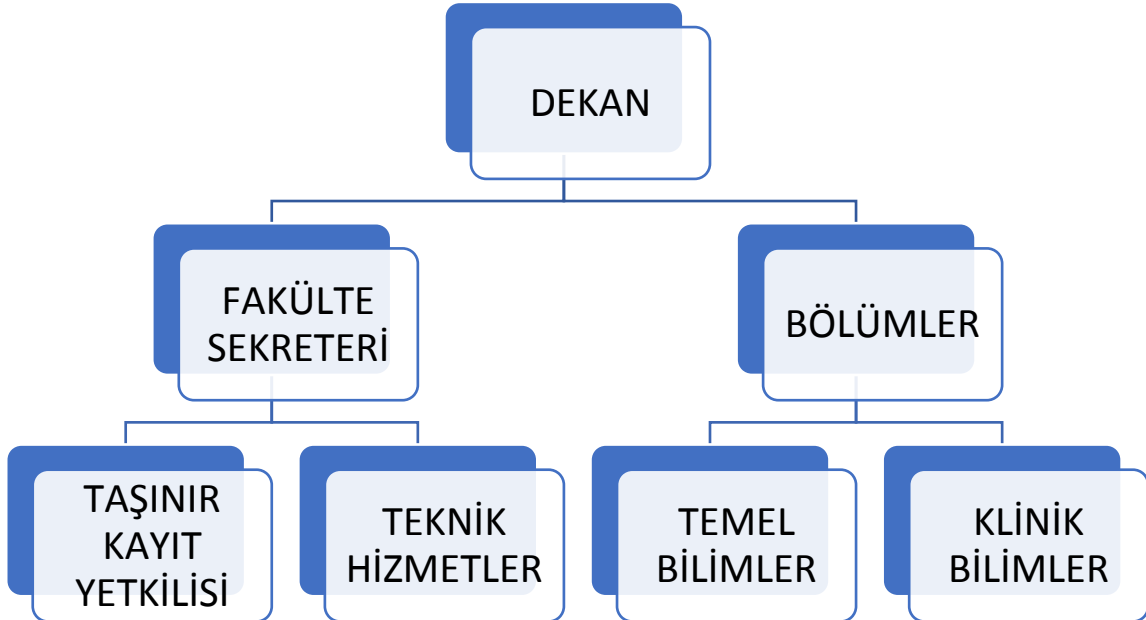 DEKAN
FAKÜLTE
SEKRETERİ
BÖLÜMLER
TAŞINIR
KAYIT
YETKİLİSİ
TEKNİK
HİZMETLER
TEMEL
BİLİMLER
KLİNİK
BİLİMLER